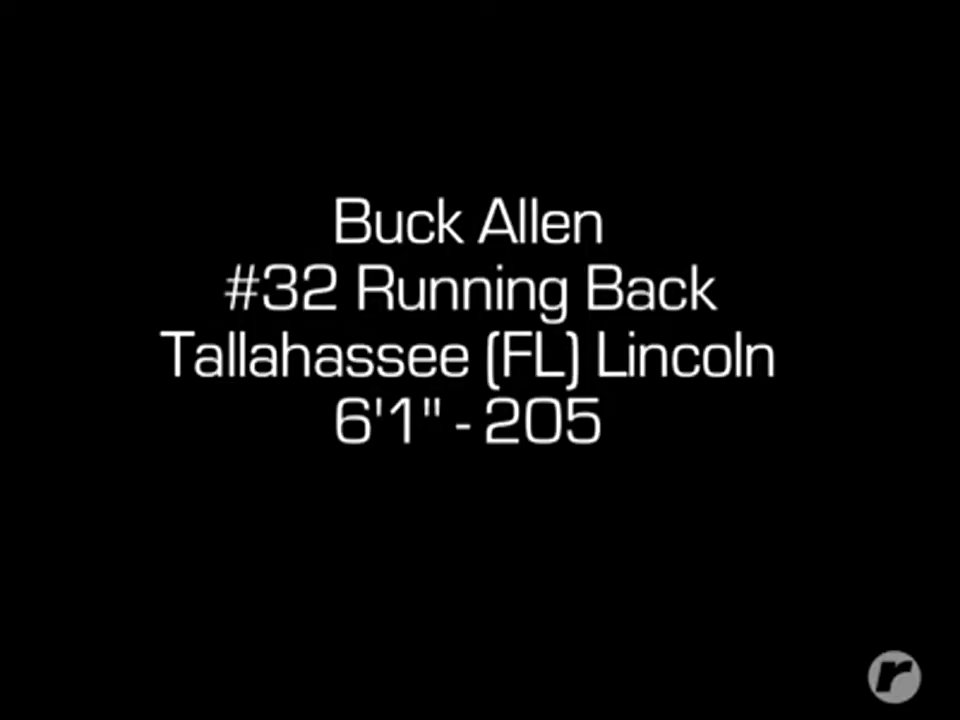 Buck Allen
#32 Running Back
Tallahassee (FL) Lincoln
6'1" - 205
r